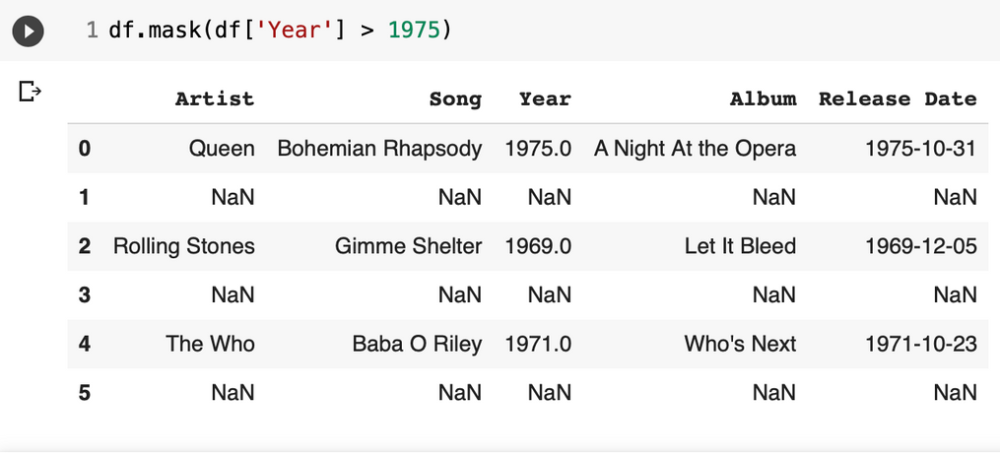 1 df.mask(df['Year'] > 1975)
Artist Song Year Album Release Date
0 Queen Bohemian Rhapsody 1975.0 A Night At the Opera 1975-10-31
1 NaN NaN NaN NaN NaN
2 Rolling Stones Gimme Shelter 1969.0 Let It Bleed 1969-12-05
3 NaN NaN NaN NaN NaN
4 The Who Baba O Riley 1971.0 Who's Next 1971-10-23
5 NaN NaN NaN NaN NaN